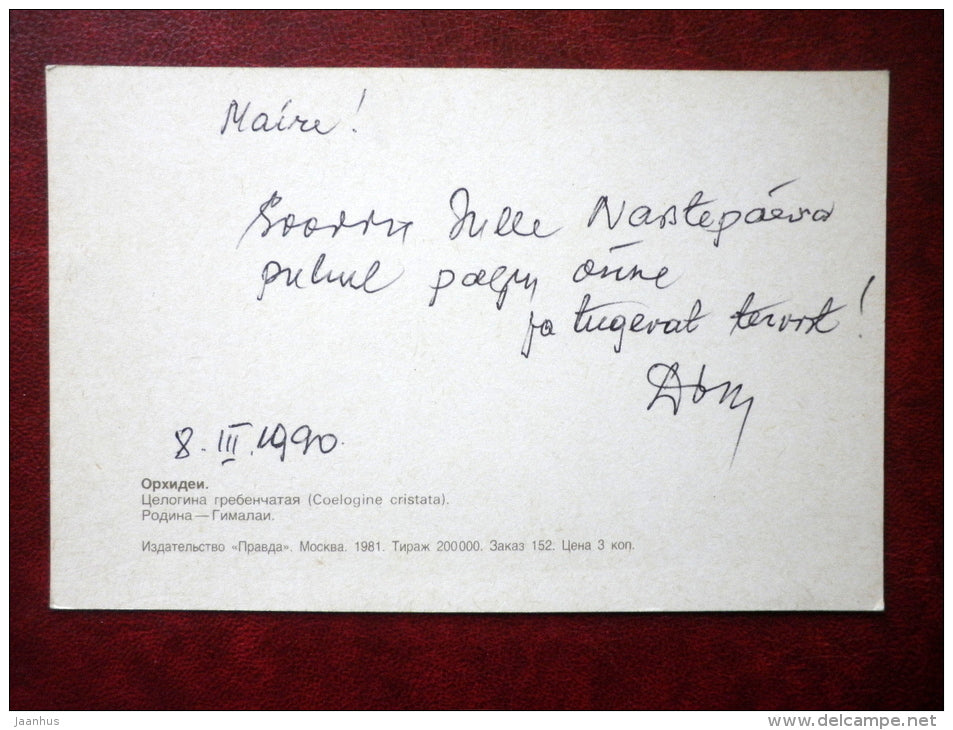 Maire!
Soovin Sulle Naistepäeva
puhul palju õnne
ja tugevat tervist!
8. III. 1990.
Орхидеи.
Целогина гребенчатая (Coelogine cristata).
Родина — Гималаи.
Издательство «Правда». Москва. 1981. Тираж 200000. Заказ 152. Цена 3 коп.
jaanhus
www.delcampe.net